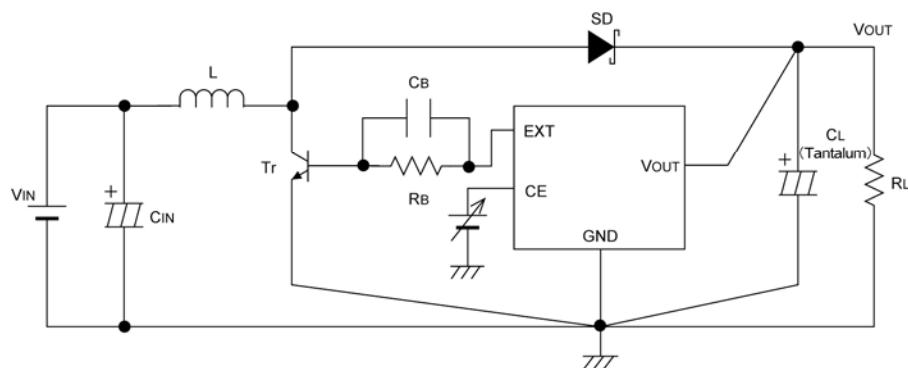 SD
VOUT
L
CB
EXT
CL
(Tantalum)
Tr
VOUT
RL
VIN
CIN
RB
CE
GND
+
+